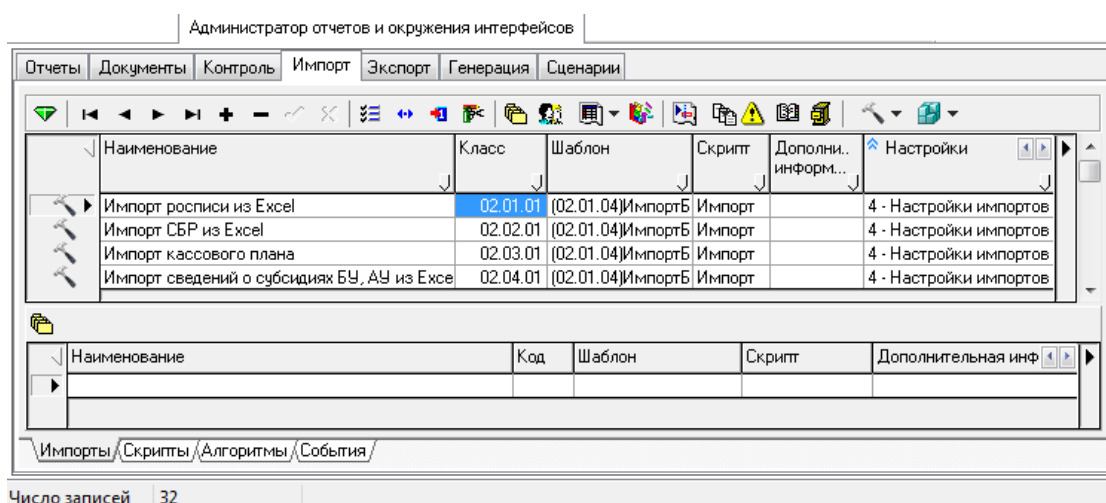 Администратор отчетов и окружения интерфейсов
Отчеты Документы Контроль Импорт Экспорт Генерация Сценарии
Наименование Класс Шаблон Скрипт Дополни.. информ... Настройки
Импорт росписи из Excel 02.01.01 (02.01.04)ИмпортБ Импорт 4 - Настройки импортов
Импорт СБР из Excel 02.02.01 (02.01.04)ИмпортБ Импорт 4 - Настройки импортов
Импорт кассового плана 02.03.01 (02.01.04)ИмпортБ Импорт 4 - Настройки импортов
Импорт сведений о субсидиях БУ, АУ из Exce 02.04.01 (02.01.04)ИмпортБ Импорт 4 - Настройки импортов
Наименование Код Шаблон Скрипт Дополнительная инф
Импорты Скрипты Алгоритмы События
Число записей 32